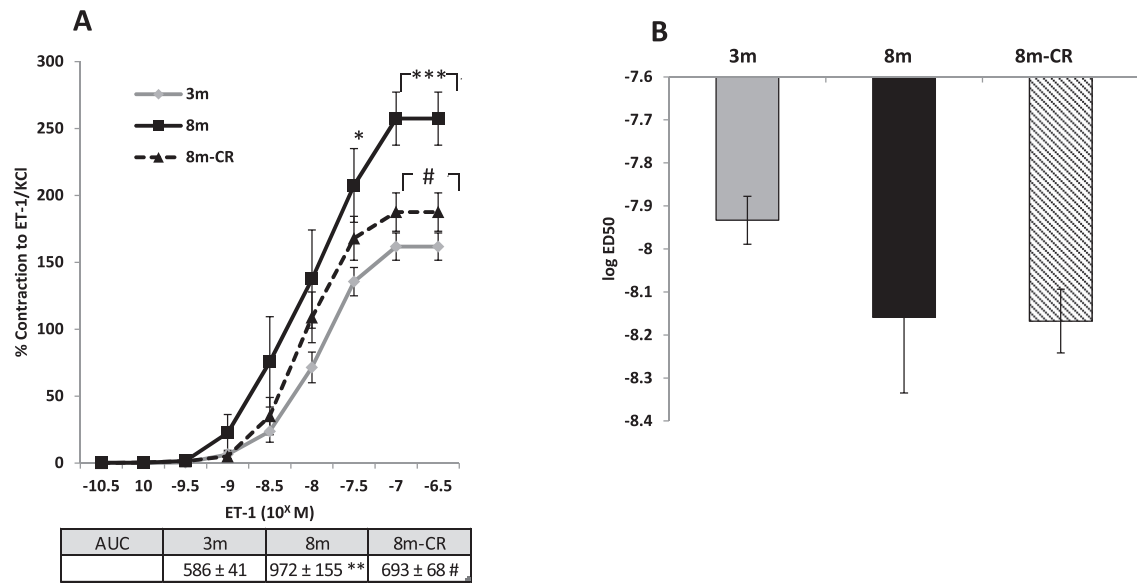 A
300
250
200
150
100
50
0
% Contraction to ET-1/KCl
3m
8m
8m-CR
*
***
#
-10.5 10 -9.5 -9 -8.5 -8 -7.5 -7 -6.5
ET-1 (10ˣ M)
AUC 3m 8m 8m-CR
586 ± 41 972 ± 155 ** 693 ± 68 #
B
3m 8m 8m-CR
-7.6
-7.7
-7.8
-7.9
-8
-8.1
-8.2
-8.3
-8.4
log ED50